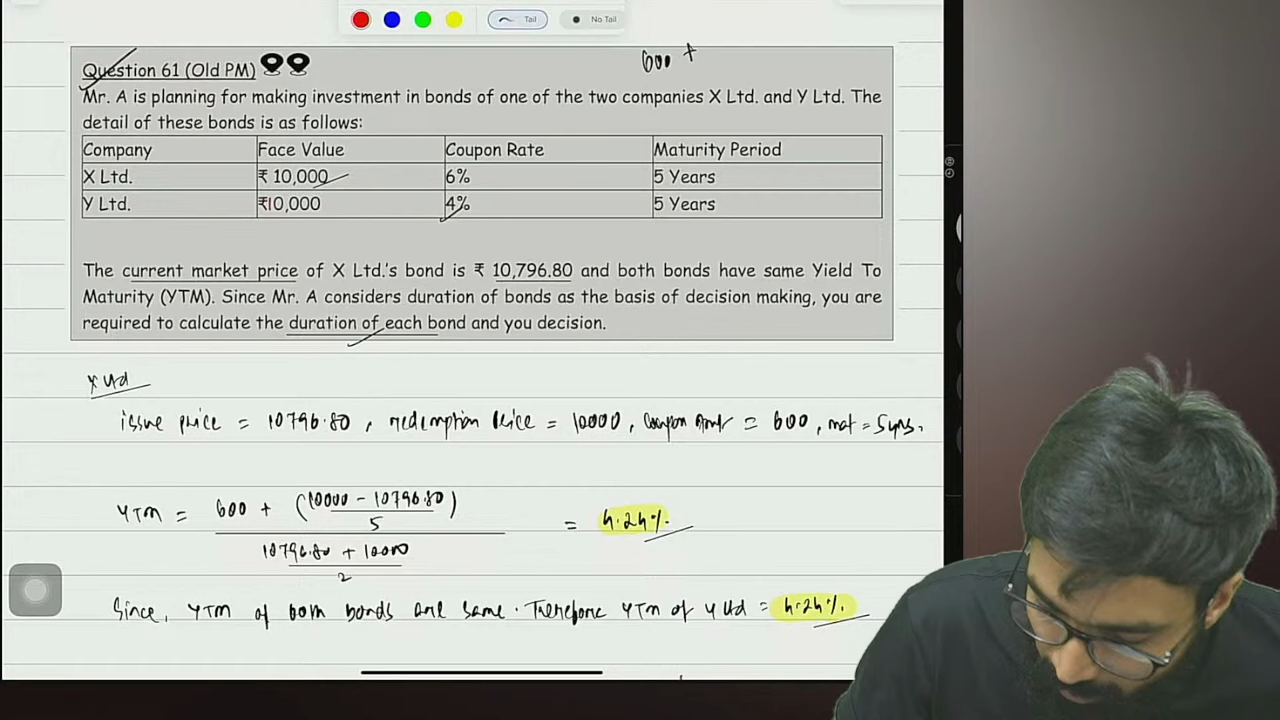 Tail
No Tail
600 +
Question 61 (Old PM)
Mr. A is planning for making investment in bonds of one of the two companies X Ltd. and Y Ltd. The
detail of these bonds is as follows:
Company Face Value Coupon Rate Maturity Period
X Ltd. ₹ 10,000 6% 5 Years
Y Ltd. ₹10,000 4% 5 Years
The current market price of X Ltd.'s bond is ₹ 10,796.80 and both bonds have same Yield To
Maturity (YTM). Since Mr. A considers duration of bonds as the basis of decision making, you are
required to calculate the duration of each bond and you decision.
X Ltd
issue price = 10796.80, redemption Price = 10000, Coupon Amt = 600, mat = 5yrs.
(10000 - 10796.80)
YTM = 600 + 5 = 4.24%
10796.80 + 10000
2
Since, YTM of both bonds are same. Therefore YTM of Y Ltd = 4.24%